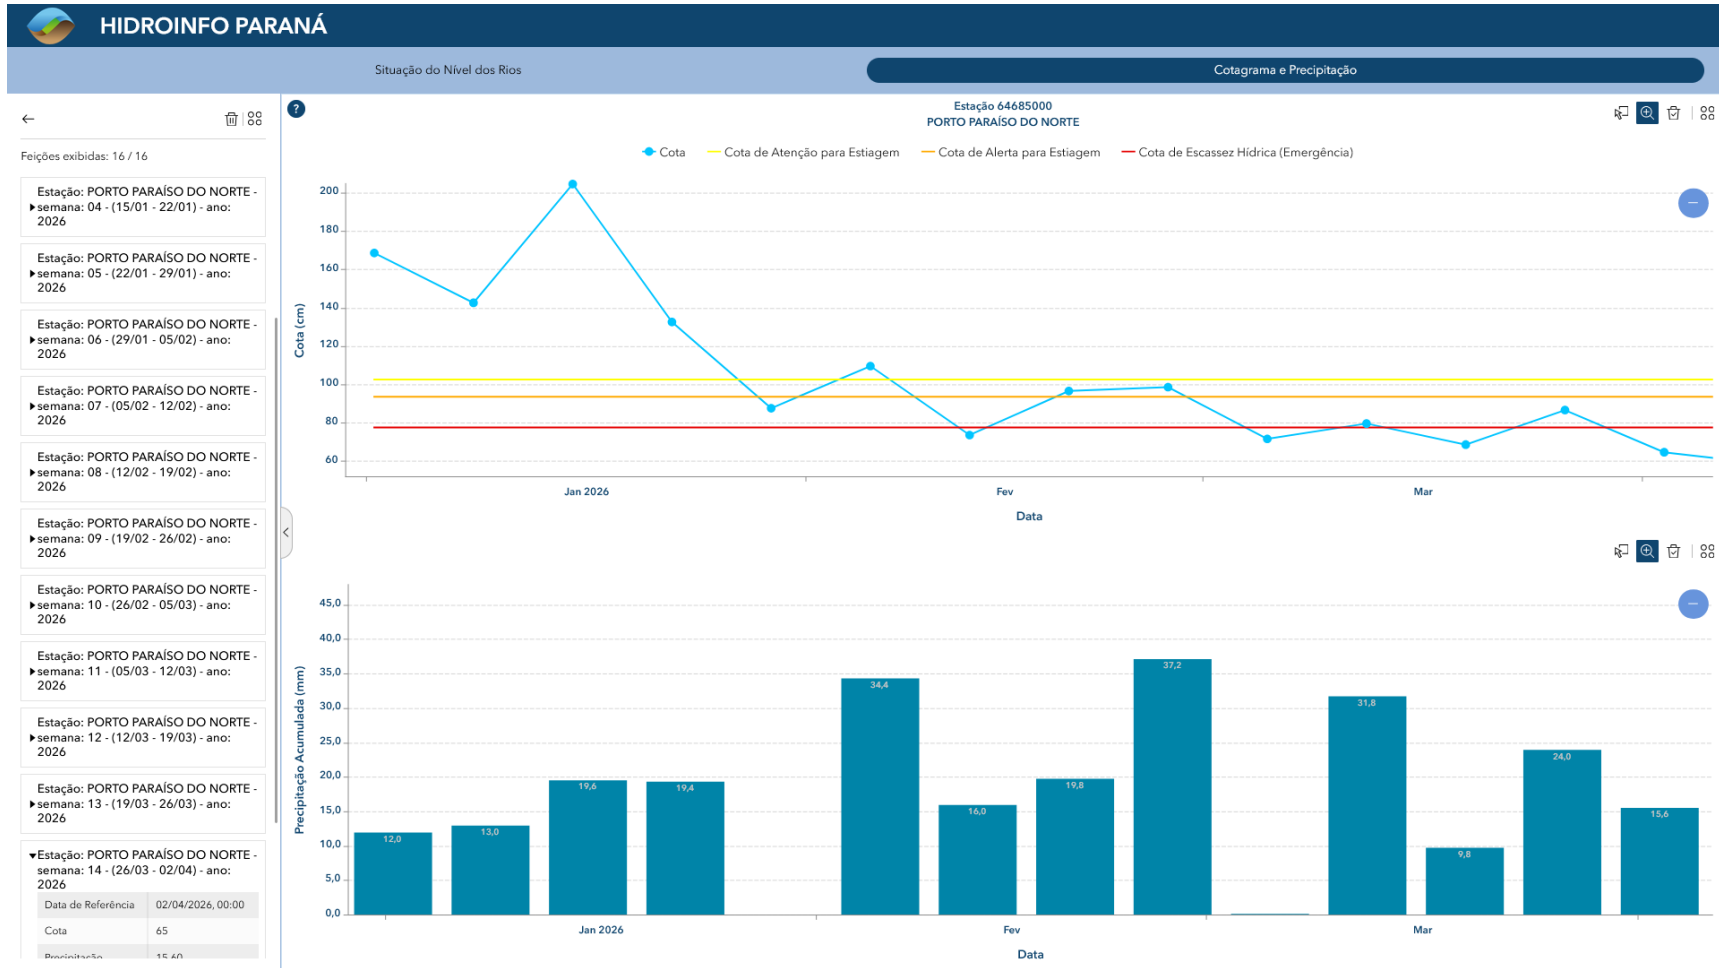 HIDROINFO PARANÁ
Situação do Nível dos Rios
Cotagrama e Precipitação
Feições exibidas: 16 / 16
Estação: PORTO PARAÍSO DO NORTE -
semana: 04 - (15/01 - 22/01) - ano:
2026
Estação: PORTO PARAÍSO DO NORTE -
semana: 05 - (22/01 - 29/01) - ano:
2026
Estação: PORTO PARAÍSO DO NORTE -
semana: 06 - (29/01 - 05/02) - ano:
2026
Estação: PORTO PARAÍSO DO NORTE -
semana: 07 - (05/02 - 12/02) - ano:
2026
Estação: PORTO PARAÍSO DO NORTE -
semana: 08 - (12/02 - 19/02) - ano:
2026
Estação: PORTO PARAÍSO DO NORTE -
semana: 09 - (19/02 - 26/02) - ano:
2026
Estação: PORTO PARAÍSO DO NORTE -
semana: 10 - (26/02 - 05/03) - ano:
2026
Estação: PORTO PARAÍSO DO NORTE -
semana: 11 - (05/03 - 12/03) - ano:
2026
Estação: PORTO PARAÍSO DO NORTE -
semana: 12 - (12/03 - 19/03) - ano:
2026
Estação: PORTO PARAÍSO DO NORTE -
semana: 13 - (19/03 - 26/03) - ano:
2026
Estação: PORTO PARAÍSO DO NORTE -
semana: 14 - (26/03 - 02/04) - ano:
2026
Data de Referência 02/04/2026, 00:00
Cota 65
Precipitação 15,60
?
Estação 64685000
PORTO PARAÍSO DO NORTE
Cota Cota de Atenção para Estiagem Cota de Alerta para Estiagem Cota de Escassez Hídrica (Emergência)
Cota (cm)
200
180
160
140
120
100
80
60
Jan 2026 Fev Mar
Data
Precipitação Acumulada (mm)
45,0
40,0
35,0
30,0
25,0
20,0
15,0
10,0
5,0
0,0
12,0
13,0
19,6
19,4
34,4
16,0
19,8
37,2
31,8
9,8
24,0
15,6
Jan 2026 Fev Mar
Data